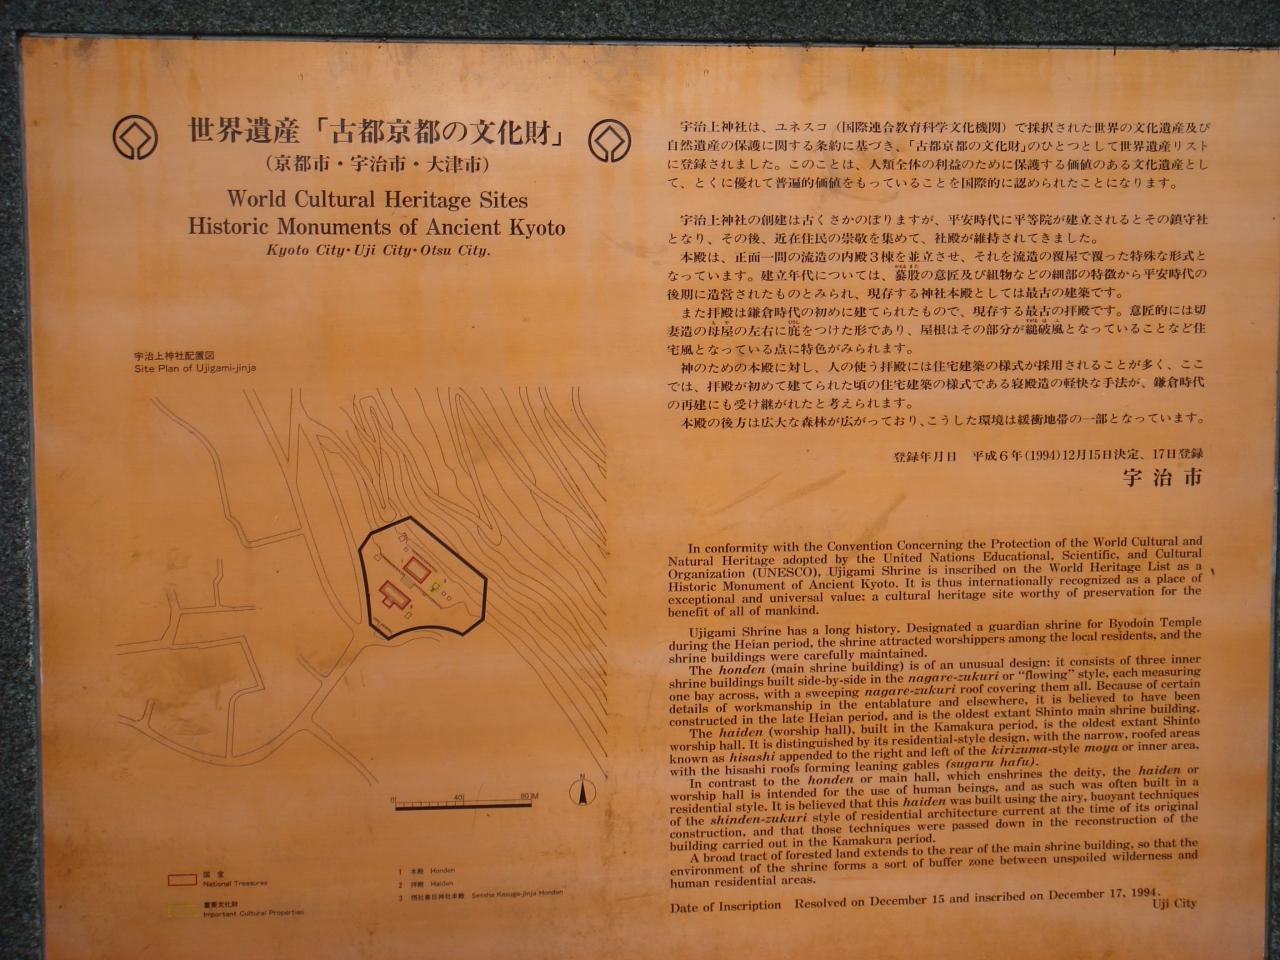 世界遺産「古都京都の文化財」
(京都市・宇治市・大津市)
World Cultural Heritage Sites
Historic Monuments of Ancient Kyoto
Kyoto City・Uji City・Otsu City.
宇治上神社配置図
Site Plan of Ujigami-jinja
N
0 40 80M
国宝
National Treasures
重要文化財
Important Cultural Properties
1 本殿 Honden
2 拝殿 Haiden
3 摂社春日神社本殿 Sessha Kasuga-jinja Honden
宇治上神社は、ユネスコ(国際連合教育科学文化機関)で採択された世界の文化遺産及び
自然遺産の保護に関する条約に基づき、「古都京都の文化財」のひとつとして世界遺産リスト
に登録されました。このことは、人類全体の利益のために保護する価値のある文化遺産とし
て、とくに優れて普遍的価値をもっていることを国際的に認められたことになります。
宇治上神社の創建は古くさかのぼりますが、平安時代に平等院が建立されるとその鎮守社
となり、その後、近在住民の崇敬を集めて、社殿が維持されてきました。
本殿は、正面一間の流造の内殿3棟を並立させ、それを流造の覆屋で覆った特殊な形式と
なっています。建立年代については、蟇股の意匠及び組物などの細部の特徴から平安時代の
後期に造営されたものとみられ、現存する神社本殿としては最古の建築です。
また拝殿は鎌倉時代の初めに建てられたもので、現存する最古の拝殿です。意匠的には切
妻造の母屋の左右に庇をつけた形であり、屋根はその部分が縋破風となっていることなど住
宅風となっている点に特色がみられます。
神のための本殿に対し、人の使う拝殿には住宅建築の様式が採用されることが多く、ここ
では、拝殿が初めて建てられた頃の住宅建築の様式である寝殿造の軽快な手法が、鎌倉時代
の再建にも受け継がれたと考えられます。
本殿の後方は広大な森林が広がっており、こうした環境は緩衝地帯の一部となっています。
登録年月日 平成6年(1994)12月15日決定、17日登録
宇治市
In conformity with the Convention Concerning the Protection of the World Cultural and
Natural Heritage adopted by the United Nations Educational, Scientific, and Cultural
Organization (UNESCO), Ujigami Shrine is inscribed on the World Heritage List as a
Historic Monument of Ancient Kyoto. It is thus internationally recognized as a place of
exceptional and universal value: a cultural heritage site worthy of preservation for the
benefit of all of mankind.
Ujigami Shrine has a long history. Designated a guardian shrine for Byodoin Temple
during the Heian period, the shrine attracted worshippers among the local residents, and the
shrine buildings were carefully maintained.
The honden (main shrine building) is of an unusual design: it consists of three inner
shrine buildings built side-by-side in the nagare-zukuri or "flowing" style, each measuring
one bay across, with a sweeping nagare-zukuri roof covering them all. Because of certain
details of workmanship in the entablature and elsewhere, it is believed to have been
constructed in the late Heian period, and is the oldest extant Shinto main shrine building.
The haiden (worship hall), built in the Kamakura period, is the oldest extant Shinto
worship hall. It is distinguished by its residential-style design, with the narrow, roofed areas
known as hisashi appended to the right and left of the kirizuma-style moya or inner area,
with the hisashi roofs forming leaning gables (sugaru hafu).
In contrast to the honden or main hall, which enshrines the deity, the haiden or
worship hall is intended for the use of human beings, and as such was often built in a
residential style. It is believed that this haiden was built using the airy, buoyant techniques
of the shinden-zukuri style of residential architecture current at the time of its original
construction, and that those techniques were passed down in the reconstruction of the
building carried out in the Kamakura period.
A broad tract of forested land extends to the rear of the main shrine building, so that the
environment of the shrine forms a sort of buffer zone between unspoiled wilderness and
human residential areas.
Date of Inscription Resolved on December 15 and inscribed on December 17, 1994.
Uji City